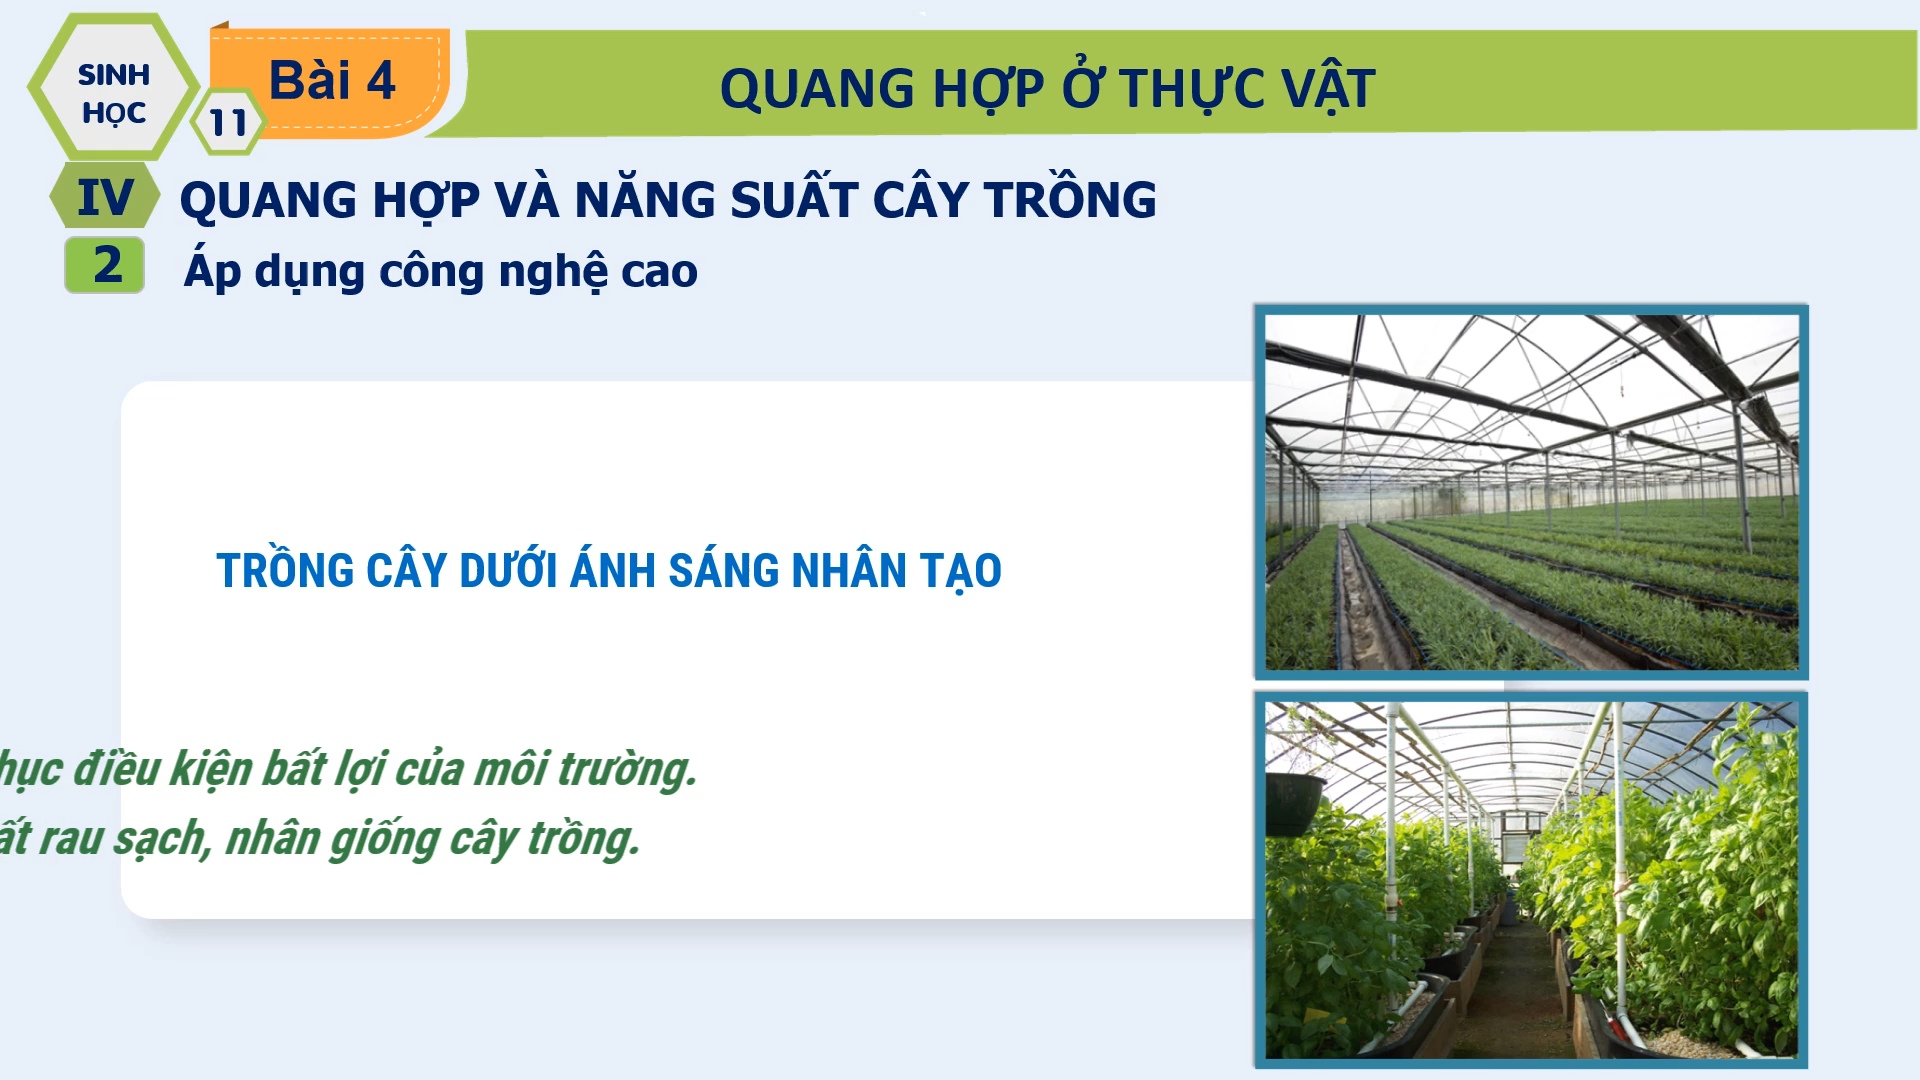 SINH
HỌC
11
Bài 4
QUANG HỢP Ở THỰC VẬT
IV
QUANG HỢP VÀ NĂNG SUẤT CÂY TRỒNG
2
Áp dụng công nghệ cao
TRỒNG CÂY DƯỚI ÁNH SÁNG NHÂN TẠO
điều kiện bất lợi của môi trường.
rau sạch, nhân giống cây trồng.